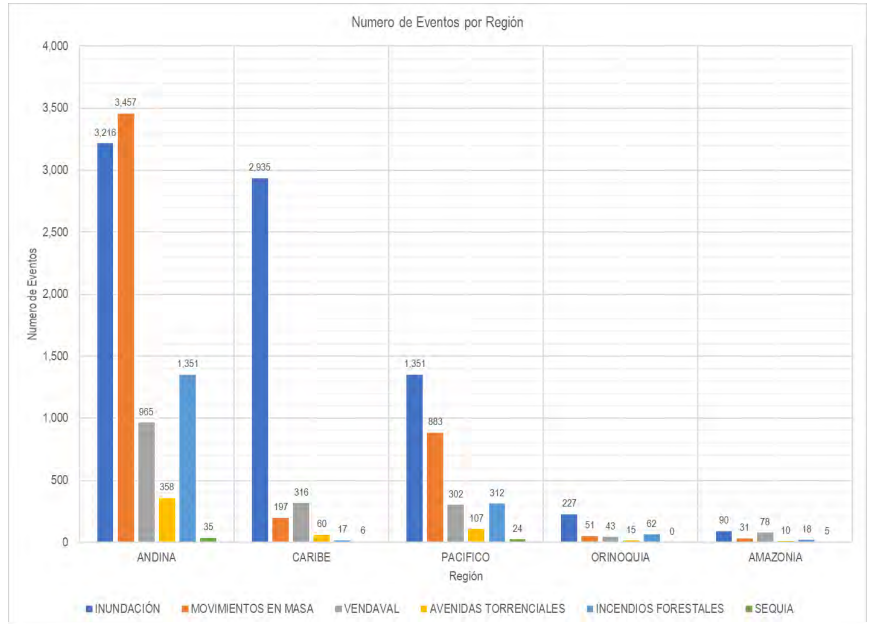 Numero de Eventos por Región
4,000
3,500
3,000
2,500
2,000
1,500
1,000
500
0
Numero de Eventos
3,216
3,457
965
358
1,351
35
2,935
197
316
60
17
6
1,351
883
302
107
312
24
227
51
43
15
62
0
90
31
78
10
18
5
ANDINA
CARIBE
PACIFICO
ORINOQUIA
AMAZONIA
Región
INUNDACIÓN
MOVIMIENTOS EN MASA
VENDAVAL
AVENIDAS TORRENCIALES
INCENDIOS FORESTALES
SEQUIA